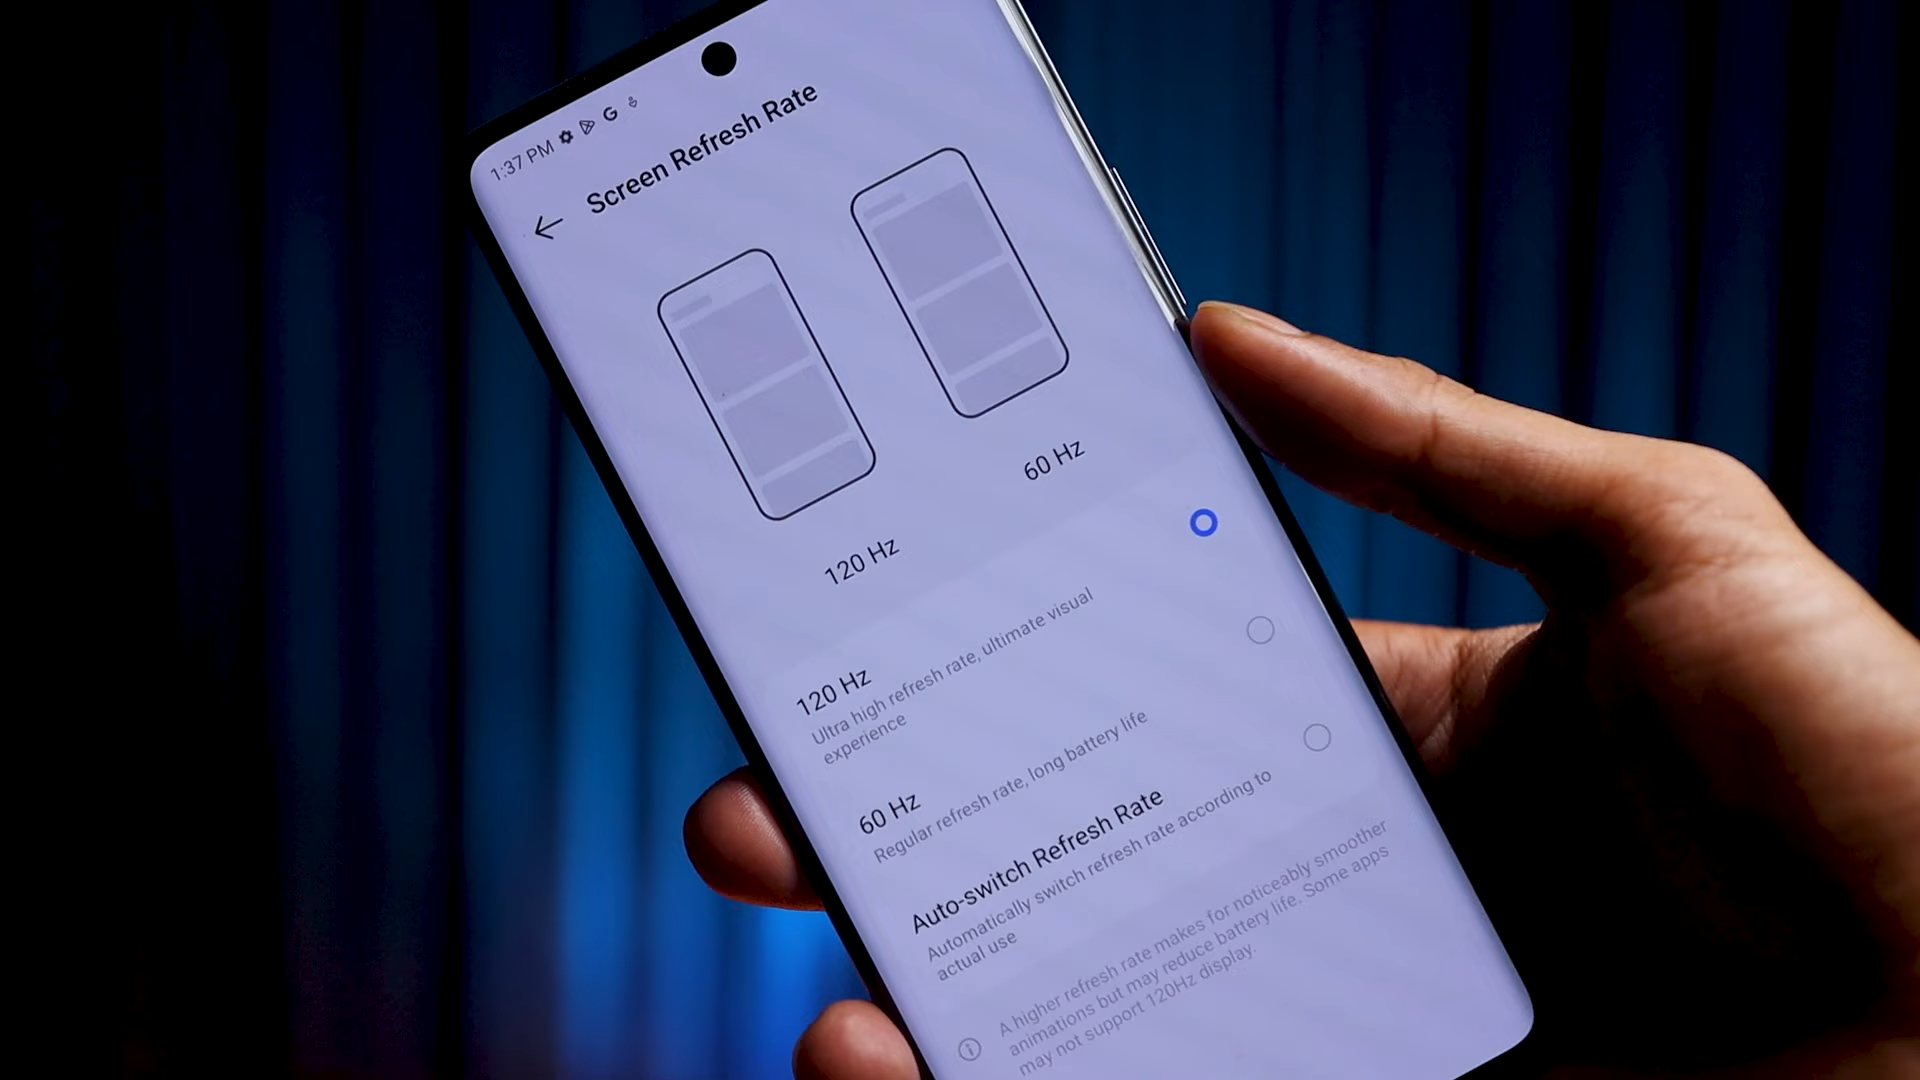 1:37 PM
Screen Refresh Rate
120 Hz
60 Hz
120 Hz
Ultra high refresh rate, ultimate visual
experience
60 Hz
Regular refresh rate, long battery life
Auto-switch Refresh Rate
Automatically switch refresh rate according to
actual use
A higher refresh rate makes for noticeably smoother
animations but may reduce battery life. Some apps
may not support 120Hz display.